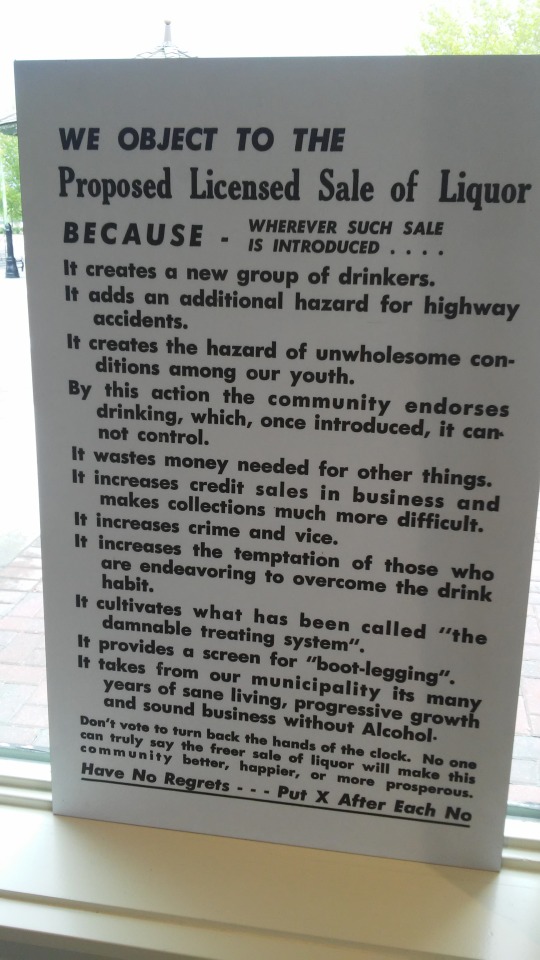 WE OBJECT TO THE
Proposed Licensed Sale of Liquor
BECAUSE - WHEREVER SUCH SALE
IS INTRODUCED . . . .
It creates a new group of drinkers.
It adds an additional hazard for highway
accidents.
It creates the hazard of unwholesome con-
ditions among our youth.
By this action the community endorses
drinking, which, once introduced, it can-
not control.
It wastes money needed for other things.
It increases credit sales in business and
makes collections much more difficult.
It increases crime and vice.
It increases the temptation of those who
are endeavoring to overcome the drink
habit.
It cultivates what has been called "the
damnable treating system".
It provides a screen for "boot-legging".
It takes from our municipality its many
years of sane living, progressive growth
and sound business without Alcohol.
Don't vote to turn back the hands of the clock. No one
can truly say the freer sale of liquor will make this
community better, happier, or more prosperous.
Have No Regrets - - - Put X After Each No